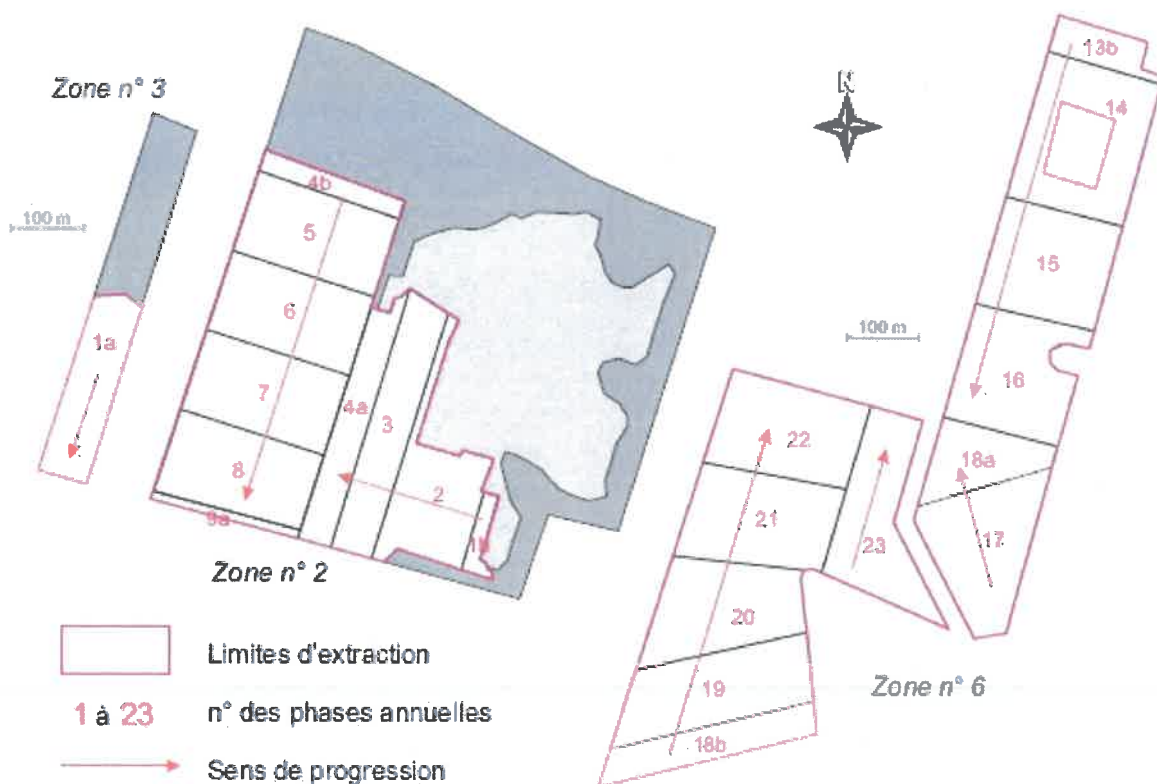 Zone n° 3
100 m
1a
4b
5
6
7
8
9a
4a
3
2
1b
Zone n° 2
N
13b
14
15
16
18a
17
100 m
22
21
23
20
19
18b
Zone n° 6
Limites d'extraction
1 à 23 n° des phases annuelles
Sens de progression